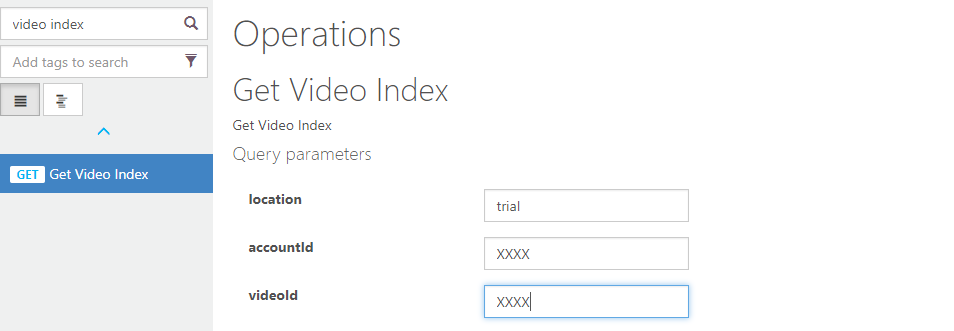 video index
Add tags to search
GET Get Video Index
Operations
Get Video Index
Get Video Index
Query parameters
location
trial
accountId
XXXX
videoId
XXXX